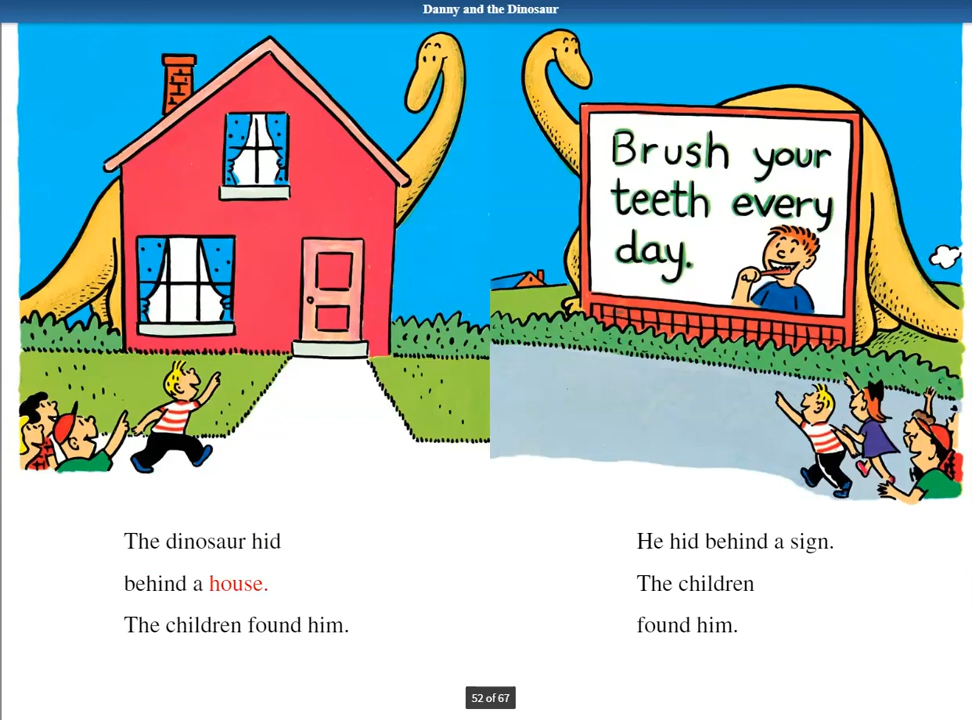 Danny and the Dinosaur
Brush your
teeth every
day.
The dinosaur hid
behind a house.
The children found him.
He hid behind a sign.
The children
found him.
52 of 67